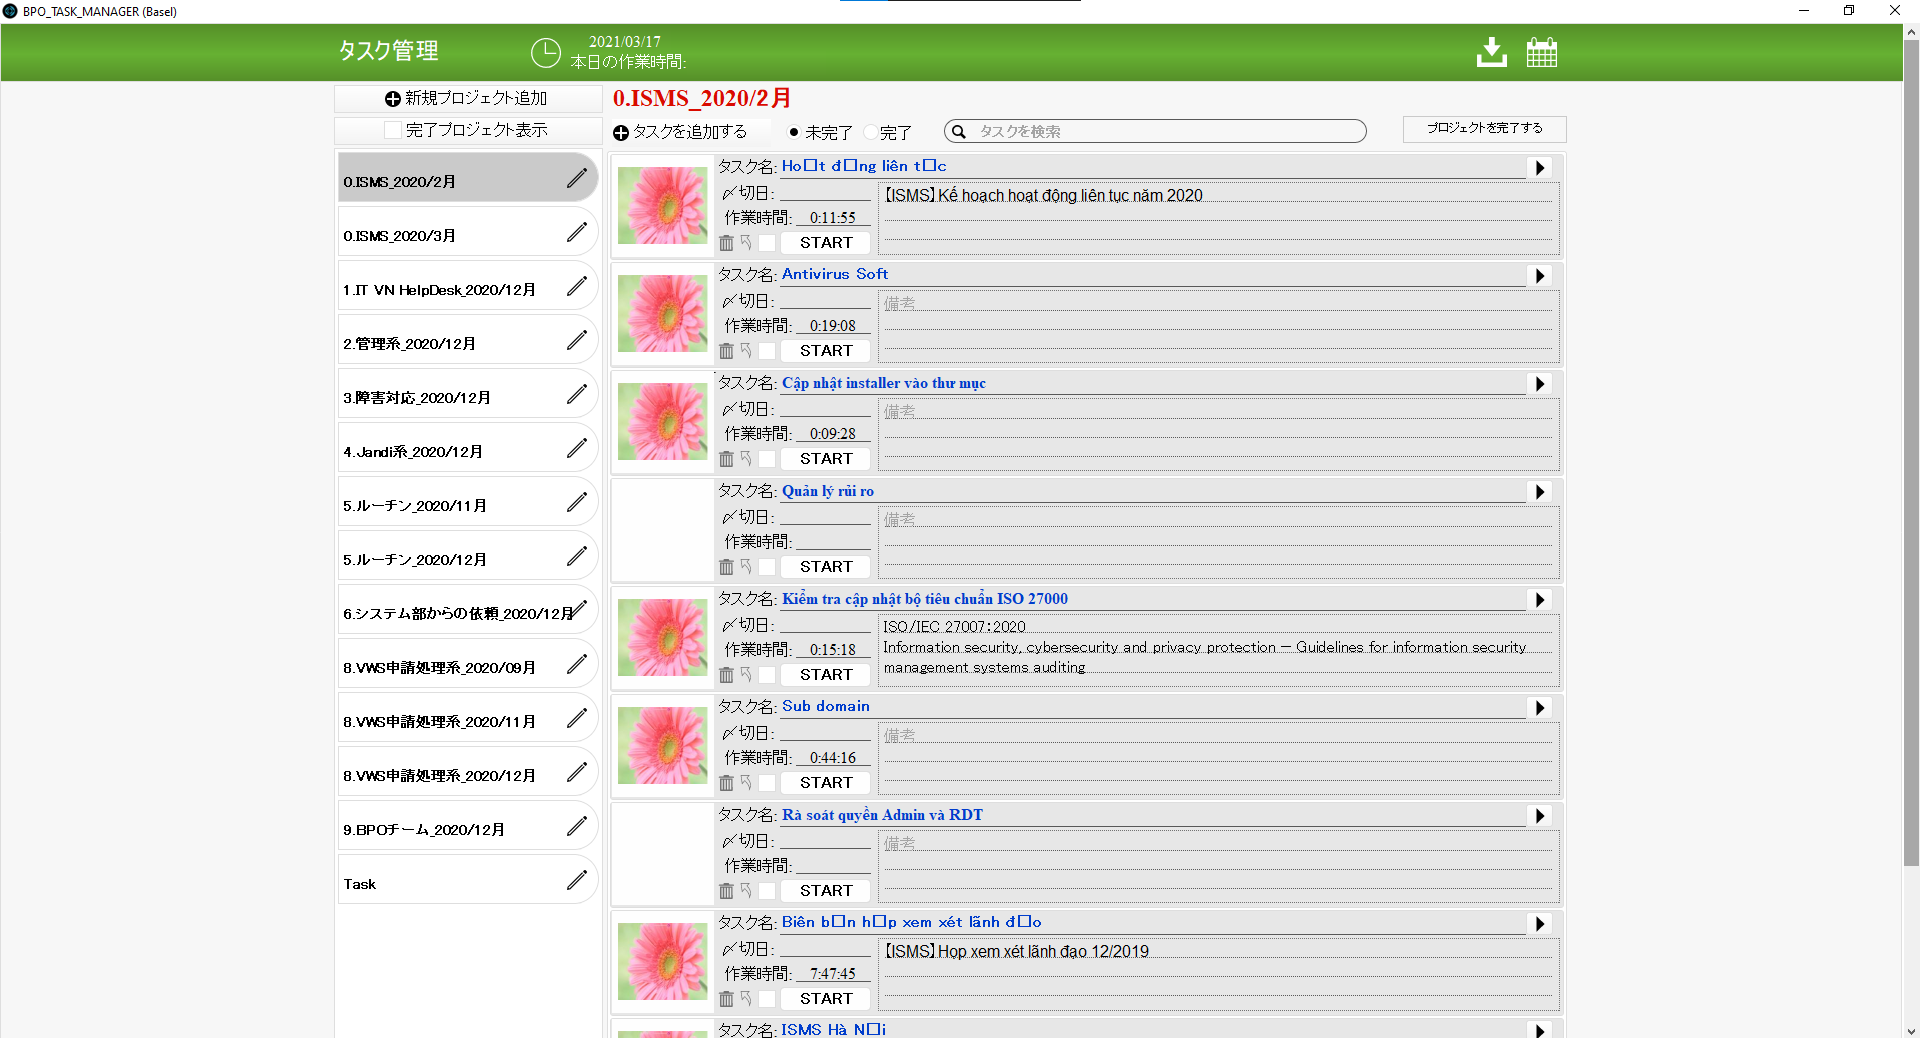 BPO_TASK_MANAGER (Basel)
タスク管理
2021/03/17
本日の作業時間:
新規プロジェクト追加
完了プロジェクト表示
0.ISMS_2020/2月
0.ISMS_2020/3月
1.IT VN HelpDesk_2020/12月
2.管理系_2020/12月
3.障害対応_2020/12月
4.Jandi系_2020/12月
5.ルーチン_2020/11月
5.ルーチン_2020/12月
6.システム部からの依頼_2020/12月
8.VWS申請処理系_2020/09月
8.VWS申請処理系_2020/11月
8.VWS申請処理系_2020/12月
9.BPOチーム_2020/12月
Task
0.ISMS_2020/2月
タスクを追加する
未完了 完了
タスクを検索
プロジェクトを完了する
タスク名: Ho□t đ□ng liên t□c
〆切日:
【ISMS】Kế hoạch hoạt động liên tục năm 2020
作業時間: 0:11:55
START
タスク名: Antivirus Soft
〆切日:
備考
作業時間: 0:19:08
START
タスク名: Cập nhật installer vào thư mục
〆切日:
備考
作業時間: 0:09:28
START
タスク名: Quản lý rủi ro
〆切日:
備考
作業時間:
START
タスク名: Kiểm tra cập nhật bộ tiêu chuẩn ISO 27000
〆切日:
ISO/IEC 27007:2020
Information security, cybersecurity and privacy protection — Guidelines for information security
management systems auditing
作業時間: 0:15:18
START
タスク名: Sub domain
〆切日:
備考
作業時間: 0:44:16
START
タスク名: Rà soát quyền Admin và RDT
〆切日:
備考
作業時間:
START
タスク名: Biên b□n h□p xem xét lãnh đ□o
〆切日:
【ISMS】Họp xem xét lãnh đạo 12/2019
作業時間: 7:47:45
START
タスク名: ISMS Hà N□i